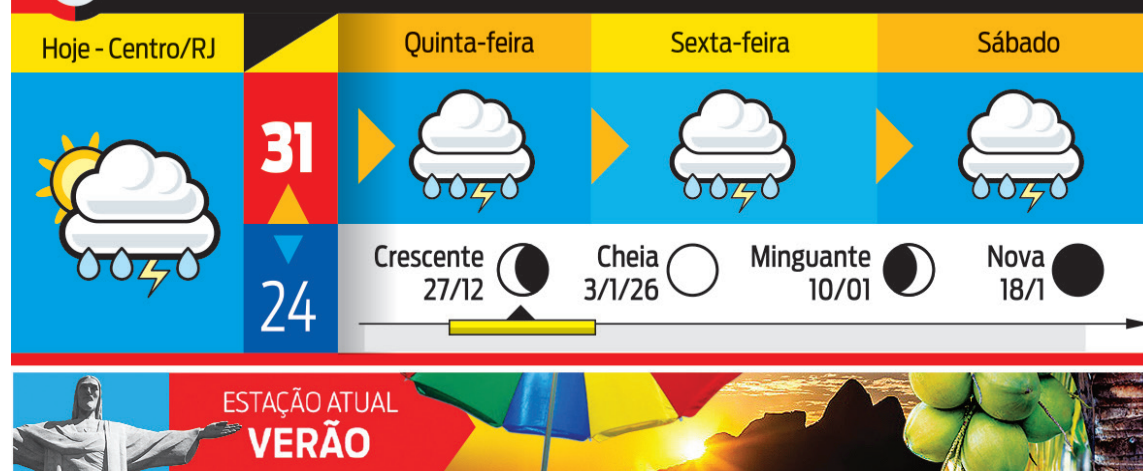 Hoje - Centro/RJ
Quinta-feira
Sexta-feira
Sábado
31
24
Crescente
27/12
Cheia
3/1/26
Minguante
10/01
Nova
18/1
ESTAÇÃO ATUAL
VERÃO